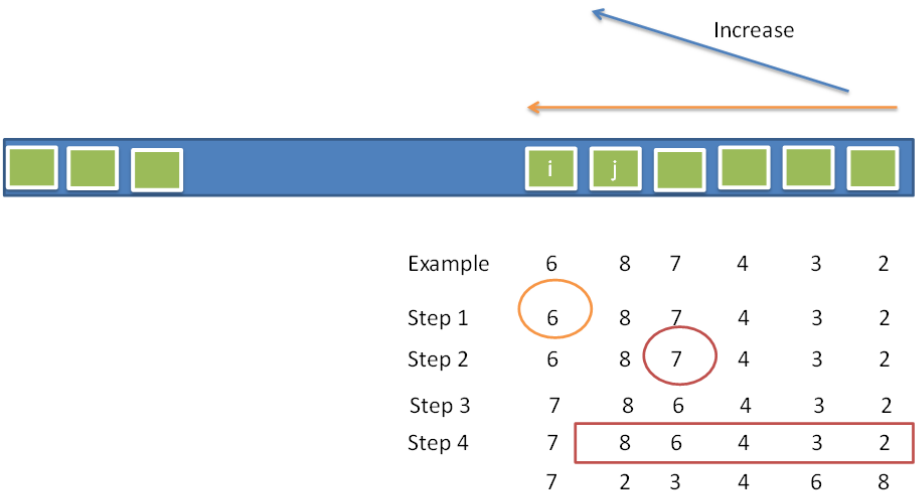 Increase
i j
Example 6 8 7 4 3 2
Step 1 6 8 7 4 3 2
Step 2 6 8 7 4 3 2
Step 3 7 8 6 4 3 2
Step 4 7 8 6 4 3 2
7 2 3 4 6 8